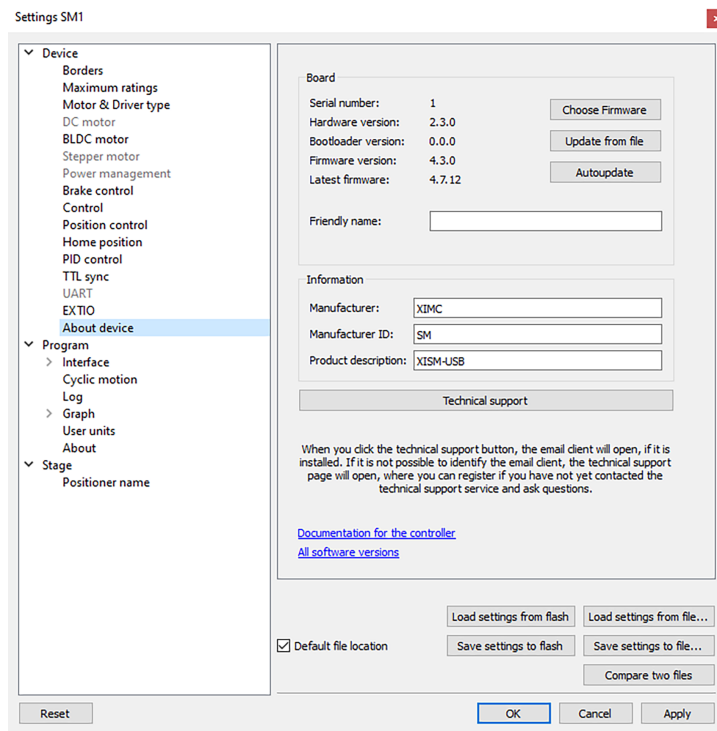 Settings SM1
Device
Borders
Maximum ratings
Motor & Driver type
DC motor
BLDC motor
Stepper motor
Power management
Brake control
Control
Position control
Home position
PID control
TTL sync
UART
EXTIO
About device
Program
Interface
Cyclic motion
Log
Graph
User units
About
Stage
Positioner name
Board
Serial number: 1
Hardware version: 2.3.0
Bootloader version: 0.0.0
Firmware version: 4.3.0
Latest firmware: 4.7.12
Choose Firmware
Update from file
Autoupdate
Friendly name:
Information
Manufacturer: XIMC
Manufacturer ID: SM
Product description: XISM-USB
Technical support
When you click the technical support button, the email client will open, if it is
installed. If it is not possible to identify the email client, the technical support
page will open, where you can register if you have not yet contacted the
technical support service and ask questions.
Documentation for the controller
All software versions
Load settings from flash Load settings from file...
Default file location Save settings to flash Save settings to file...
Compare two files
Reset OK Cancel Apply